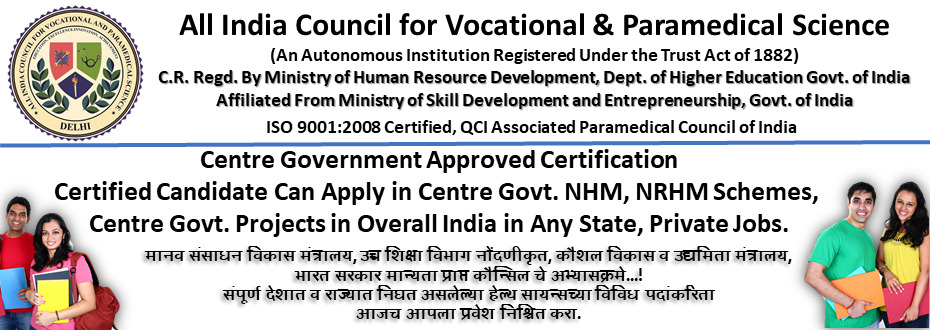 All India Council for Vocational & Paramedical Science
(An Autonomous Institution Registered Under the Trust Act of 1882)
C.R. Regd. By Ministry of Human Resource Development, Dept. of Higher Education Govt. of India
Affiliated From Ministry of Skill Development and Entrepreneurship, Govt. of India
ISO 9001:2008 Certified, QCI Associated Paramedical Council of India
ALL INDIA COUNCIL FOR VOCATIONAL AND PARAMEDICAL SCIENCE
DELHI
Centre Government Approved Certification
Certified Candidate Can Apply in Centre Govt. NHM, NRHM Schemes,
Centre Govt. Projects in Overall India in Any State, Private Jobs.
मानव संसाधन विकास मंत्रालय, उच्च शिक्षा विभाग नोंदणीकृत, कौशल विकास व उद्यमिता मंत्रालय,
भारत सरकार मान्यता प्राप्त कौन्सिल चे अभ्यासक्रमे...!
संपूर्ण देशात व राज्यात निघत असलेल्या हेल्थ सायन्सच्या विविध पदांकरिता
आजच आपला प्रवेश निश्चित करा.